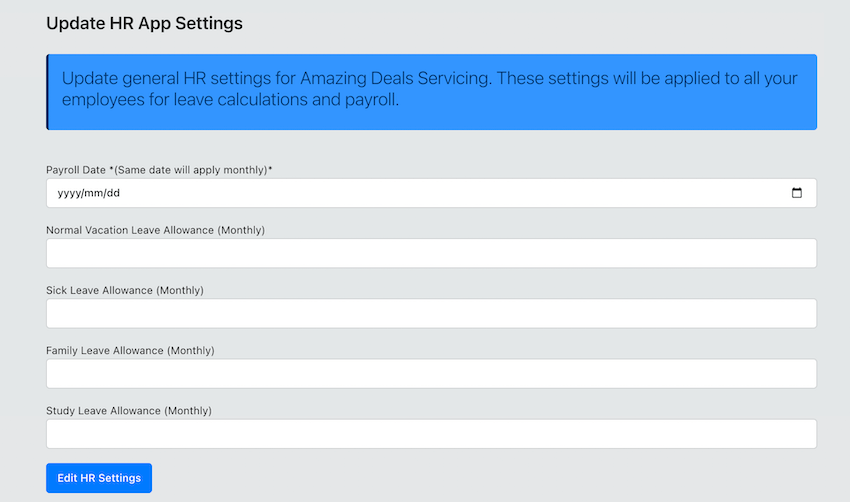 Update HR App Settings
Update general HR settings for Amazing Deals Servicing. These settings will be applied to all your
employees for leave calculations and payroll.
Payroll Date *(Same date will apply monthly)*
yyyy/mm/dd
Normal Vacation Leave Allowance (Monthly)
Sick Leave Allowance (Monthly)
Family Leave Allowance (Monthly)
Study Leave Allowance (Monthly)
Edit HR Settings